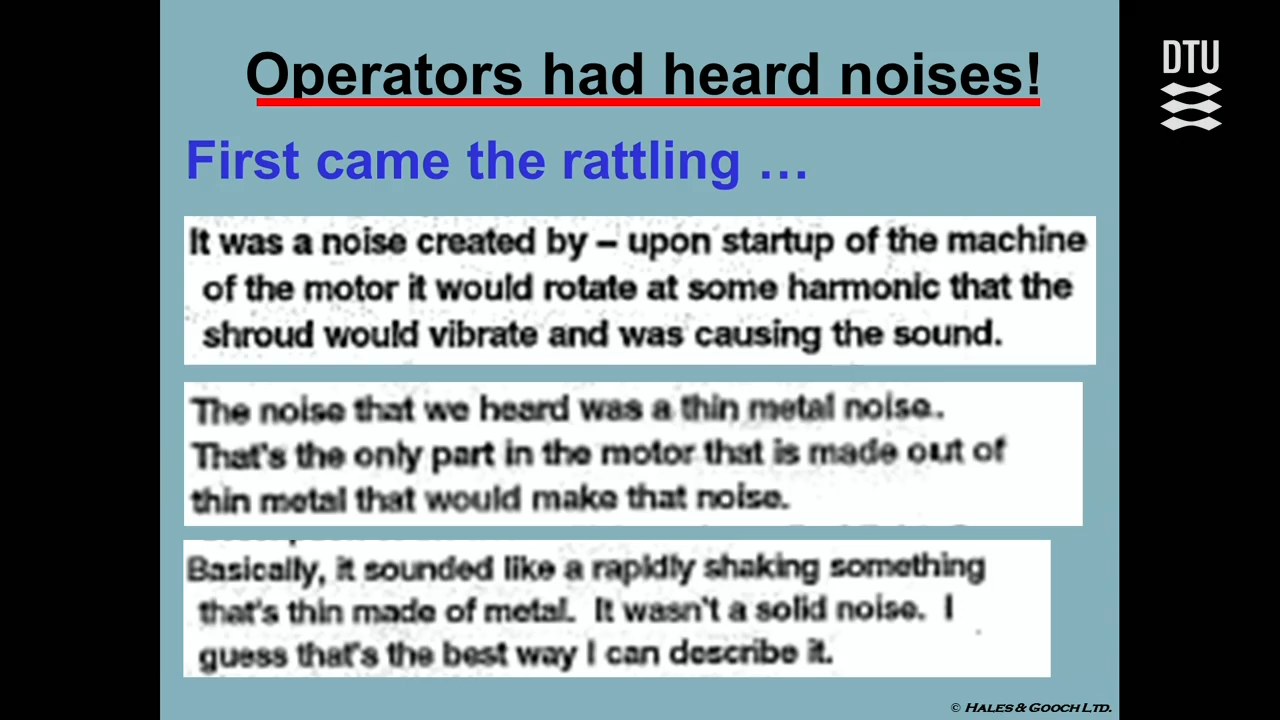 Operators had heard noises!
DTU
First came the rattling …
It was a noise created by – upon startup of the machine
of the motor it would rotate at some harmonic that the
shroud would vibrate and was causing the sound.
The noise that we heard was a thin metal noise..
That's the only part in the motor that is made out of
thin metal that would make that noise.
Basically, it sounded like a rapidly shaking something
that's thin made of metal. It wasn't a solid noise. I
guess that's the best way I can describe it.
© HALES & GOOCH LTD.